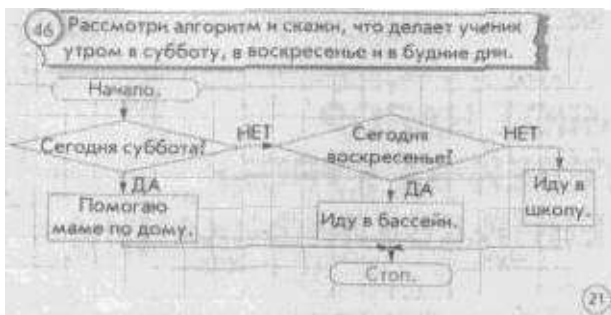 46 Рассмотри алгоритм и скажи, что делает ученик
утром в субботу, в воскресенье и в будние дни.
Начало.
Сегодня суббота?
НЕТ
Сегодня
воскресенье?
НЕТ
ДА
Помогаю
маме по дому.
ДА
Иду в бассейн.
Иду в
школу.
Стоп.
21